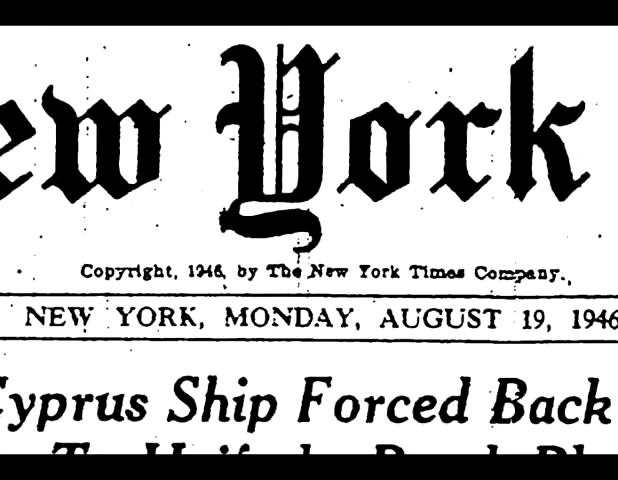 ew York
Copyright, 1946, by The New York Times Company.,
NEW YORK, MONDAY, AUGUST 19, 1946
Cyprus Ship Forced Back